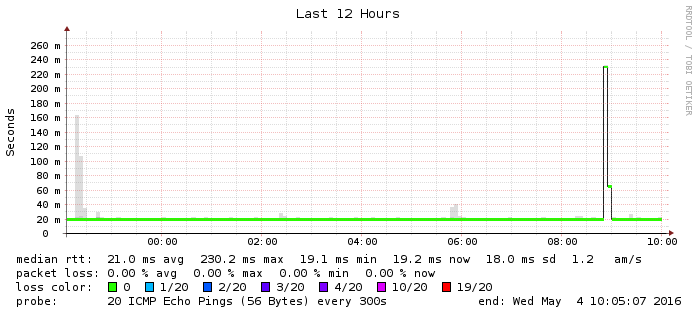 Last 12 Hours
RRDTOOL / TOBI OETIKER
Seconds
260 m
240 m
220 m
200 m
180 m
160 m
140 m
120 m
100 m
80 m
60 m
40 m
20 m
0
00:00 02:00 04:00 06:00 08:00 10:00
median rtt: 21.0 ms avg 230.2 ms max 19.1 ms min 19.2 ms now 18.0 ms sd 1.2 am/s
packet loss: 0.00 % avg 0.00 % max 0.00 % min 0.00 % now
loss color: 0 1/20 2/20 3/20 4/20 10/20 19/20
probe: 20 ICMP Echo Pings (56 Bytes) every 300s end: Wed May 4 10:05:07 2016